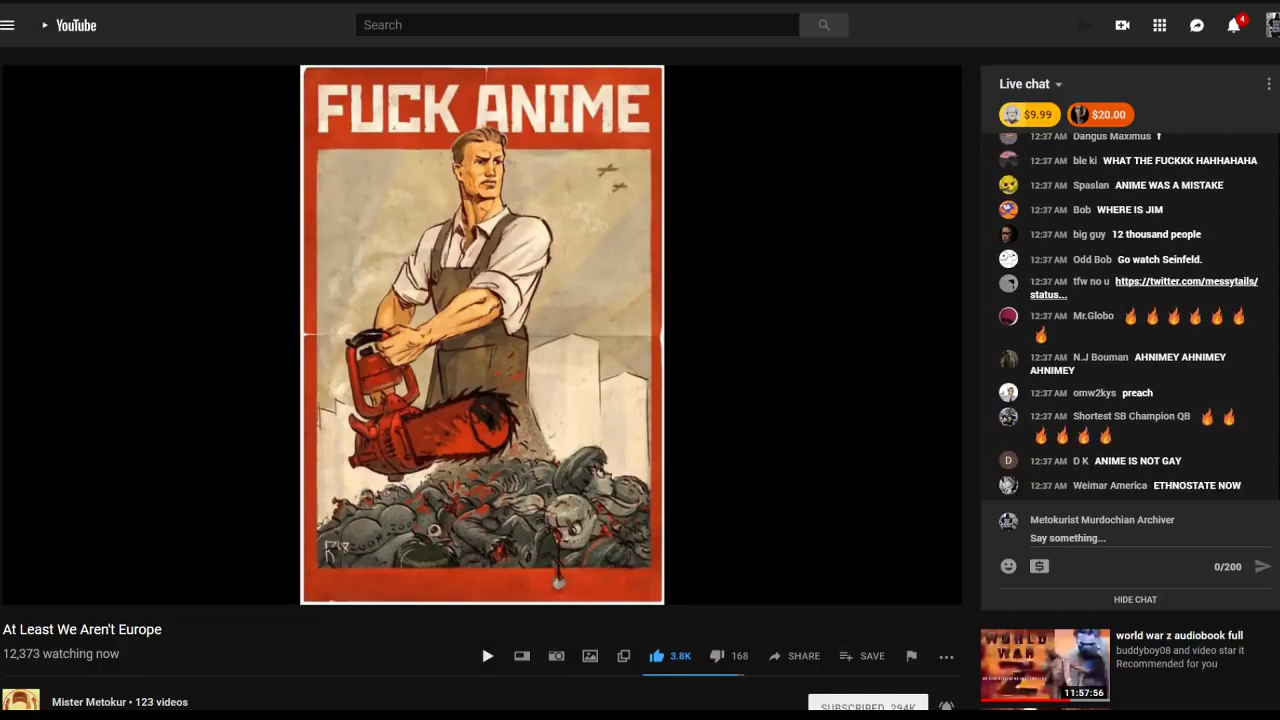 YouTube
Search
4
FUCK ANIME
Live chat
$9.99 $20.00
12:37 AM Dangus Maximus
12:37 AM ble ki WHAT THE FUCKKK HAHHAHAHA
12:37 AM Spaslan ANIME WAS A MISTAKE
12:37 AM Bob WHERE IS JIM
12:37 AM big guy 12 thousand people
12:37 AM Odd Bob Go watch Seinfeld.
12:37 AM tfw no u https://twitter.com/messytails/
status...
12:37 AM Mr.Globo 🔥 🔥 🔥 🔥 🔥 🔥
🔥
12:37 AM N.J Bouman AHNIMEY AHNIMEY
AHNIMEY
12:37 AM omw2kys preach
12:37 AM Shortest SB Champion QB 🔥 🔥
🔥 🔥 🔥 🔥
D 12:37 AM D K ANIME IS NOT GAY
12:37 AM Weimar America ETHNOSTATE NOW
Metokurist Murdochian Archiver
Say something...
0/200
HIDE CHAT
At Least We Aren't Europe
12,373 watching now
3.8K 168 SHARE SAVE
Mister Metokur • 123 videos
SUBSCRIBED 294K
WORLD
WAR
Z
11:57:56
world war z audiobook full
buddyboy08 and video star it
Recommended for you